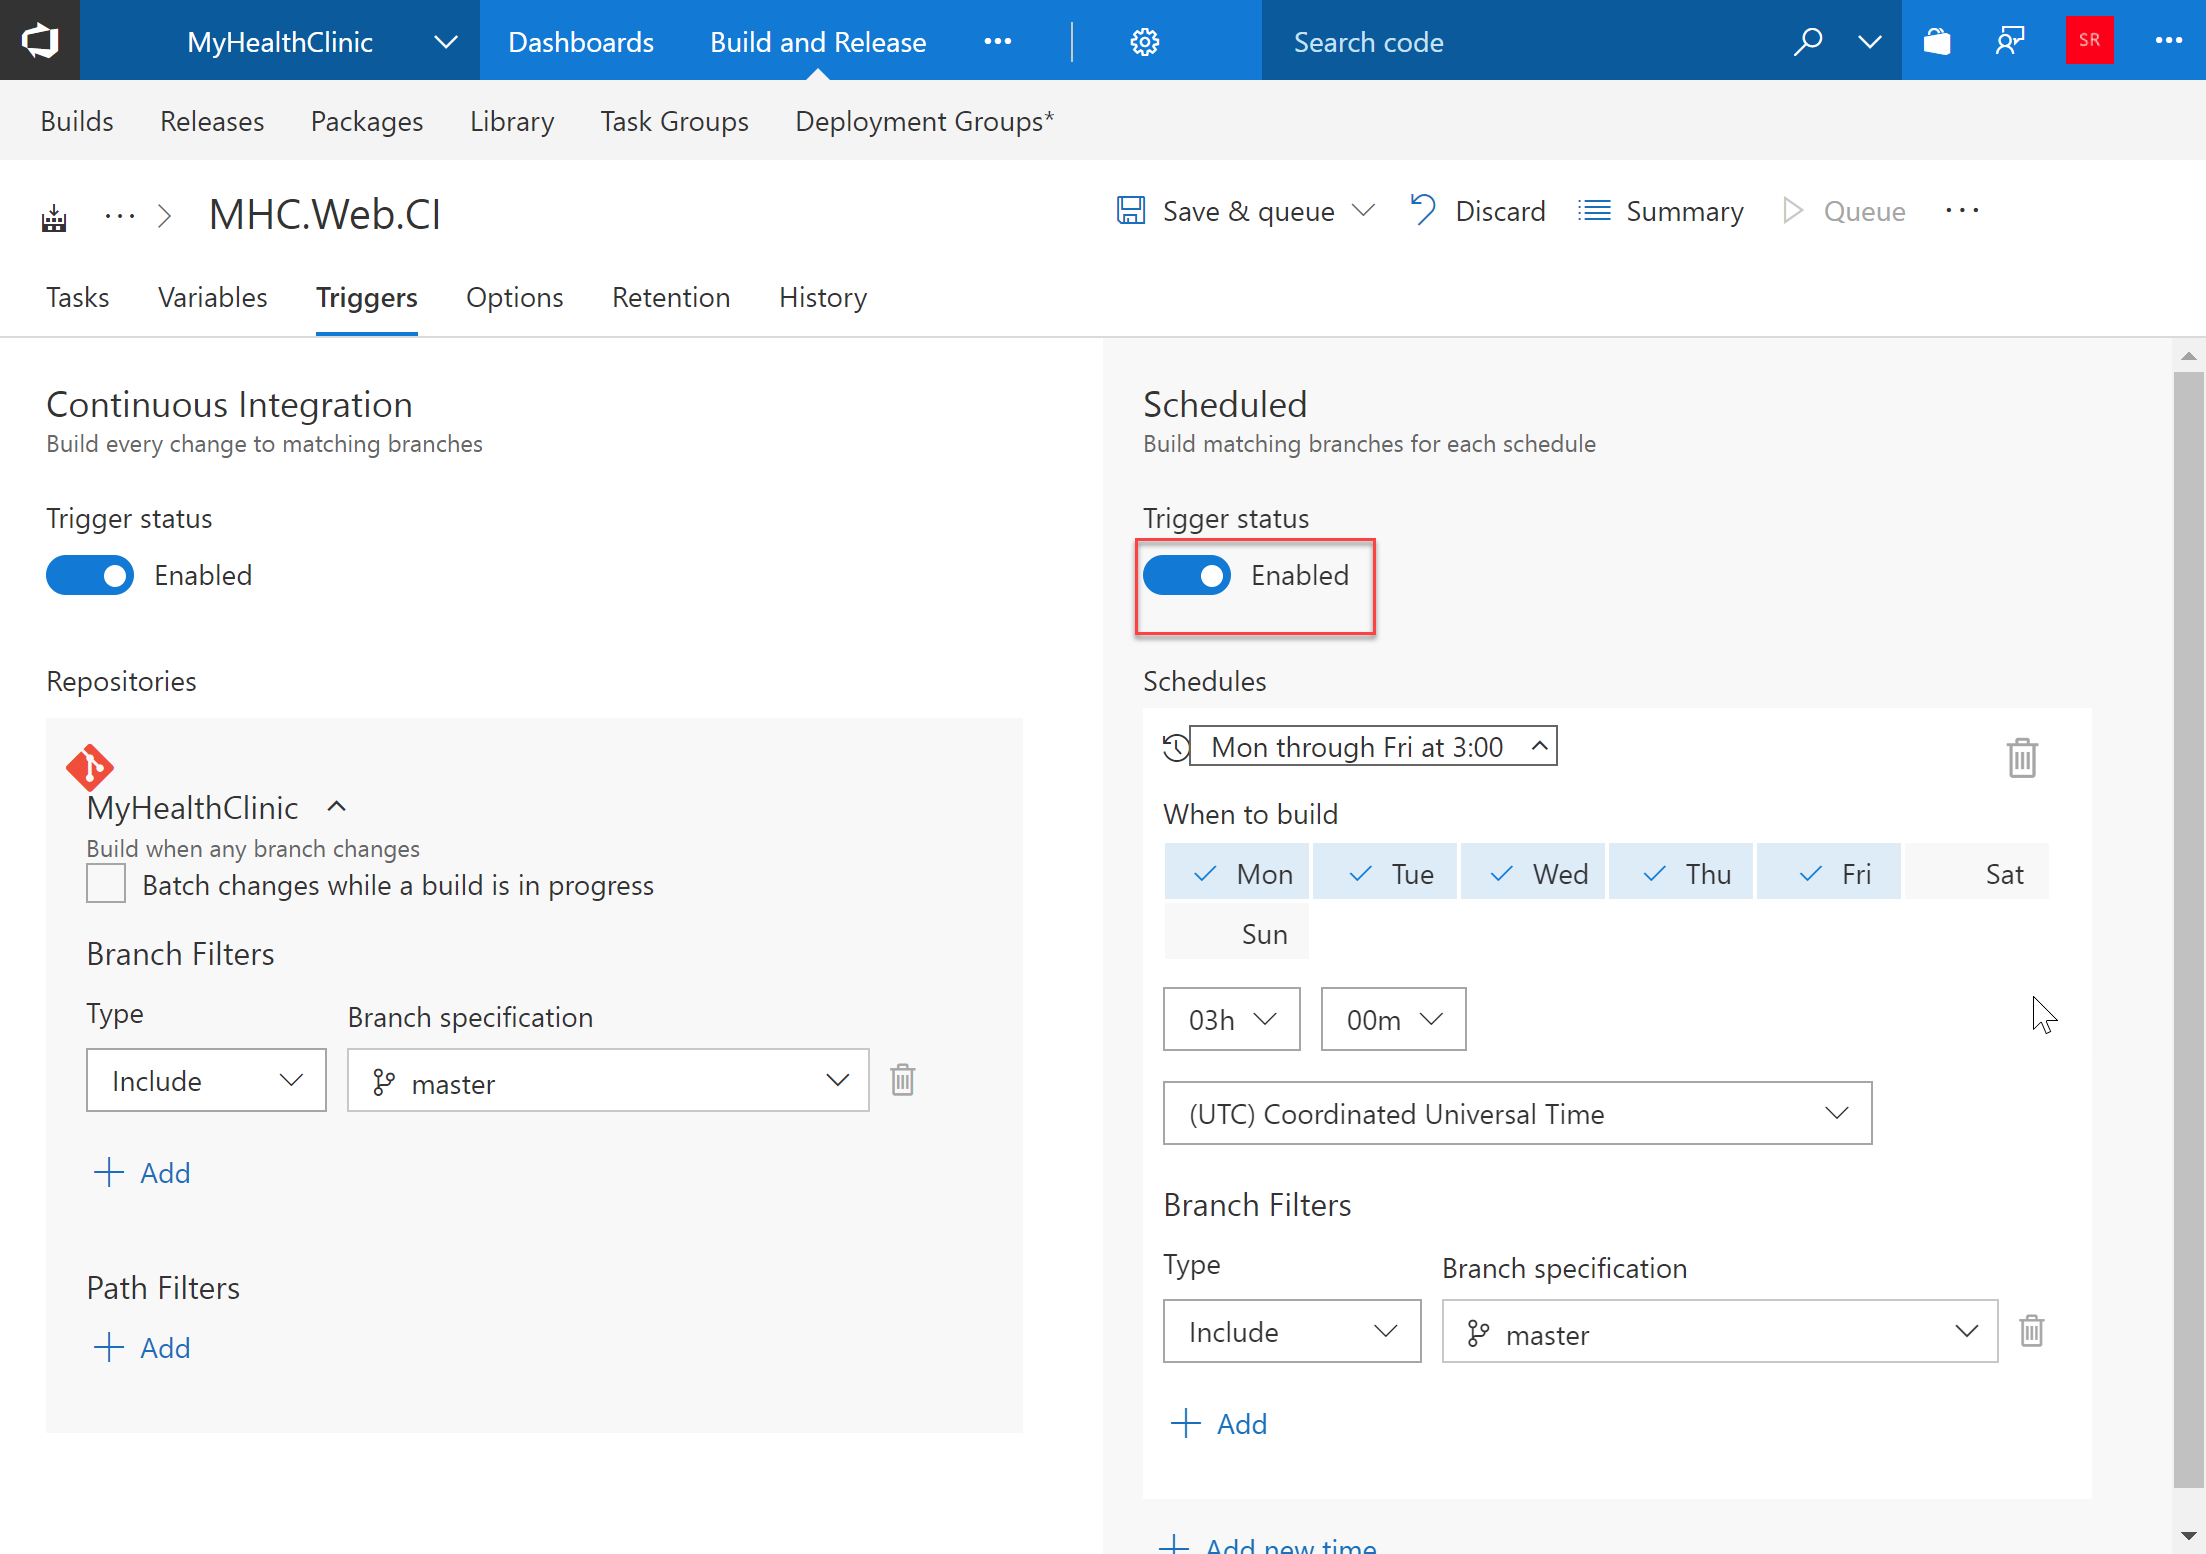 MyHealthClinic Dashboards Build and Release ··· Search code SR ···
Builds Releases Packages Library Task Groups Deployment Groups*
··· MHC.Web.CI Save & queue Discard Summary Queue ···
Tasks Variables Triggers Options Retention History
Continuous Integration
Build every change to matching branches
Trigger status
Enabled
Repositories
MyHealthClinic
Build when any branch changes
Batch changes while a build is in progress
Branch Filters
Type Branch specification
Include master
Add
Path Filters
Add
Scheduled
Build matching branches for each schedule
Trigger status
Enabled
Schedules
Mon through Fri at 3:00
When to build
Mon Tue Wed Thu Fri Sat
Sun
03h 00m
(UTC) Coordinated Universal Time
Branch Filters
Type Branch specification
Include master
Add
Add new time